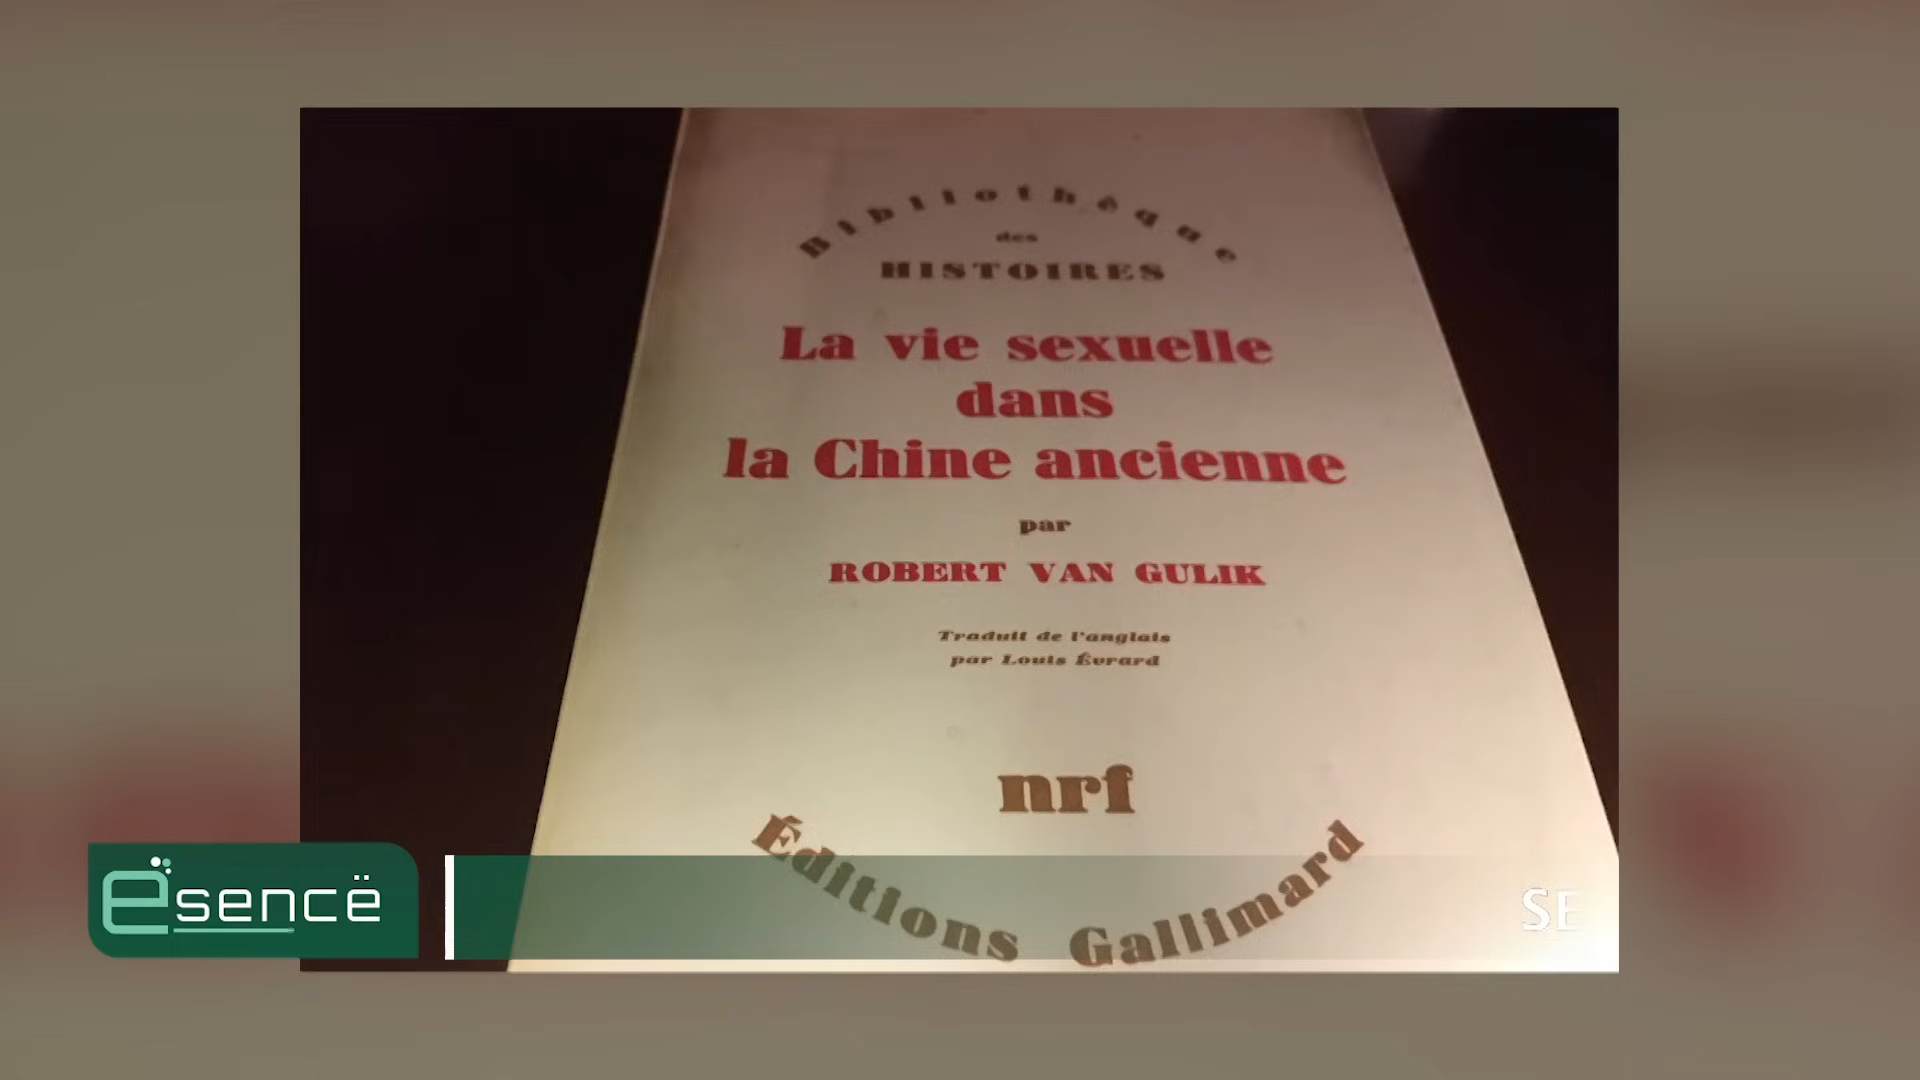 Bibliothèque
des
HISTOIRES
La vie sexuelle
dans
la Chine ancienne
par
ROBERT VAN GULIK
Traduit de l'anglais
par Louis Évrard
nrf
Éditions Gallimard
ësencë
SE